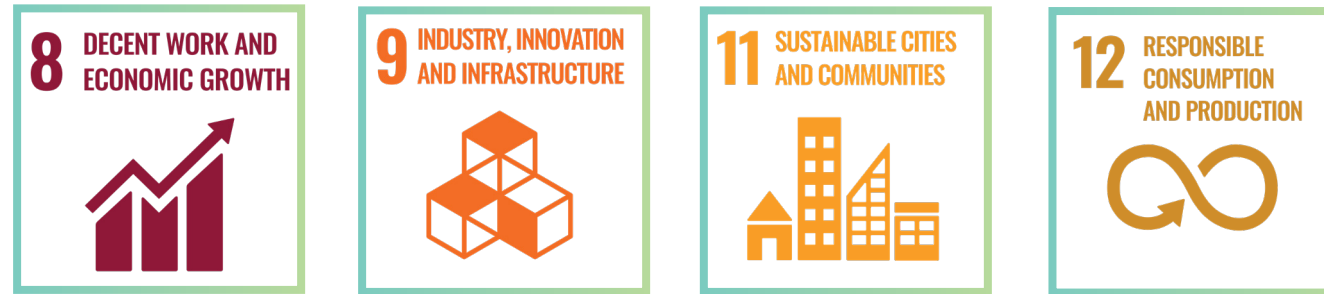 8 DECENT WORK AND
ECONOMIC GROWTH
9 INDUSTRY, INNOVATION
AND INFRASTRUCTURE
11 SUSTAINABLE CITIES
AND COMMUNITIES
12 RESPONSIBLE
CONSUMPTION
AND PRODUCTION